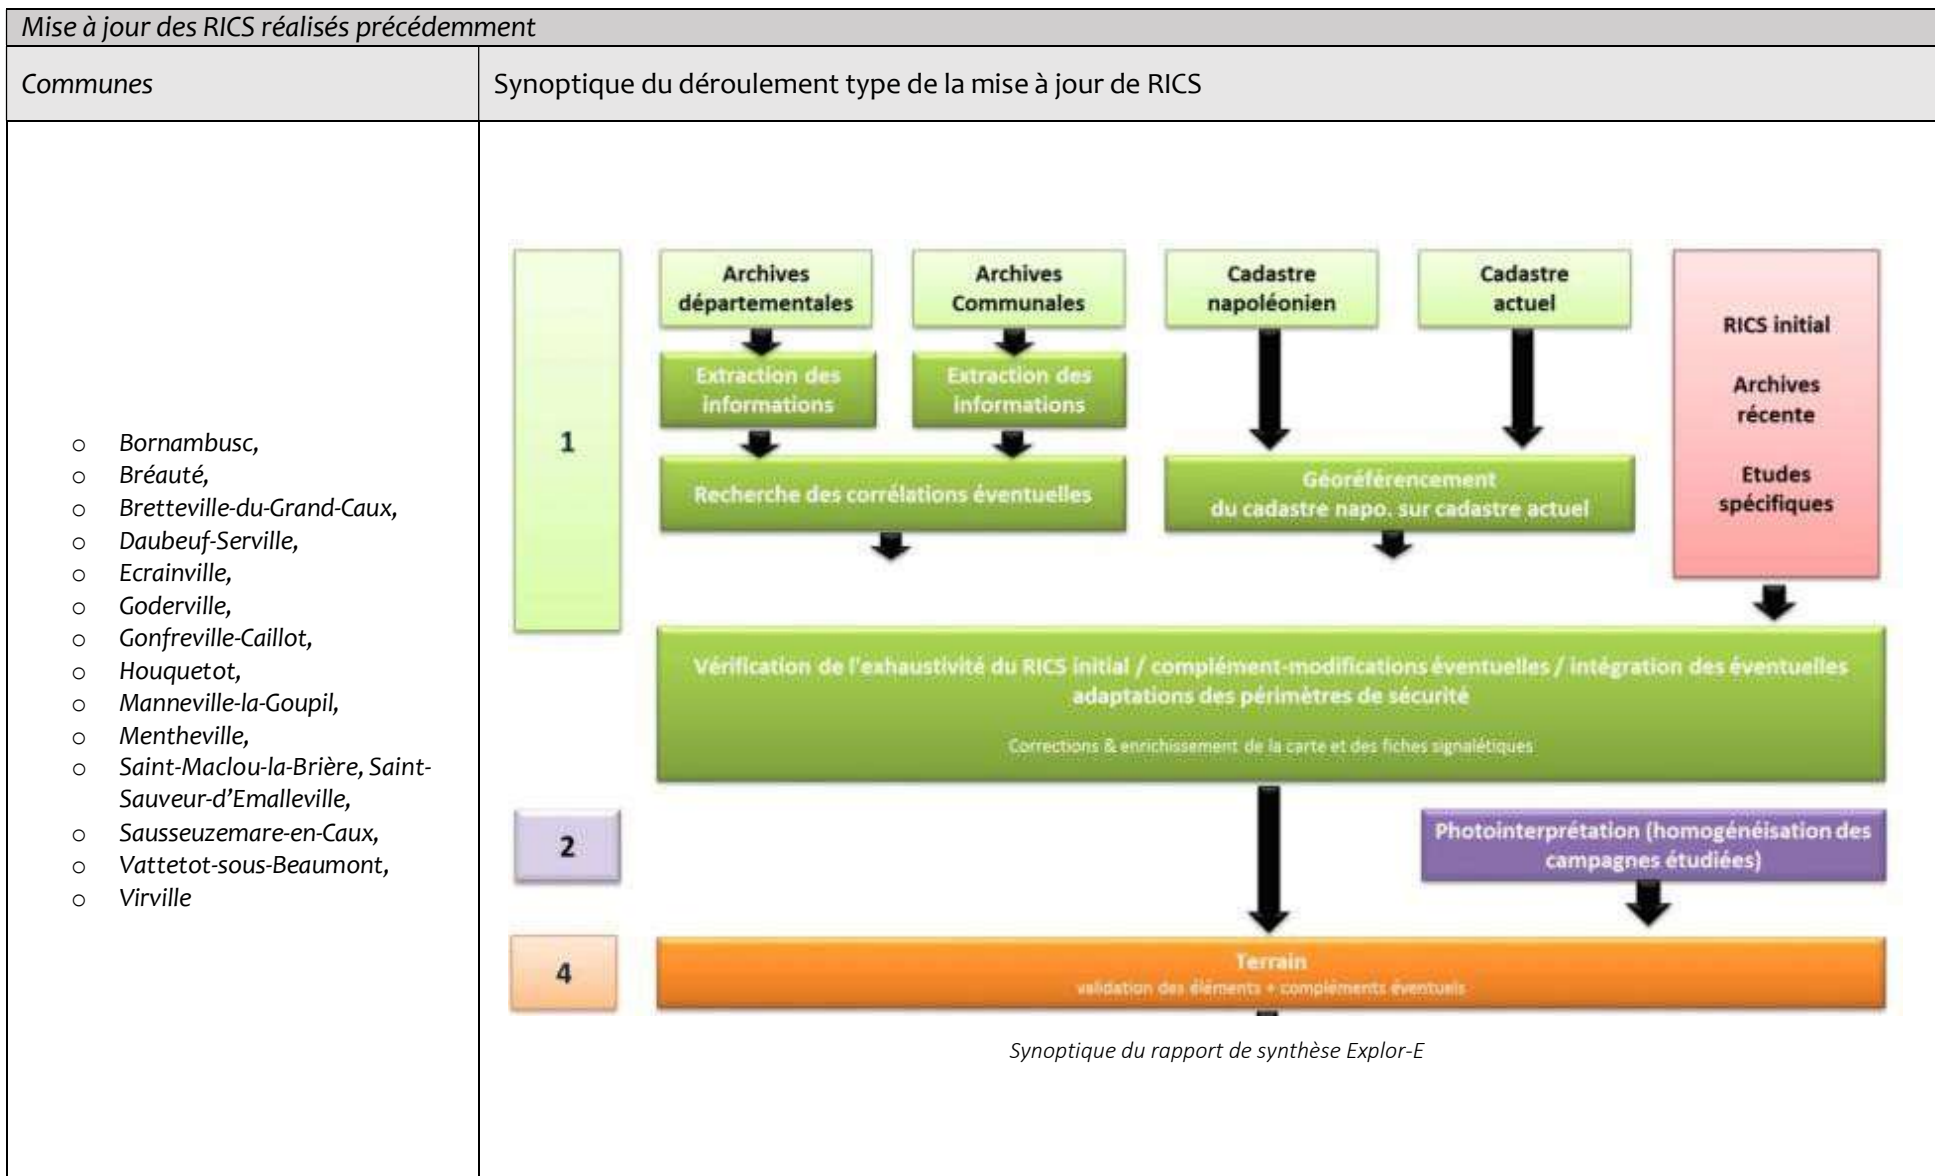 Mise à jour des RICS réalisés précédemment
Communes
Synoptique du déroulement type de la mise à jour de RICS
o Bornambusc,
o Bréauté,
o Bretteville-du-Grand-Caux,
o Daubeuf-Serville,
o Ecrainville,
o Goderville,
o Gonfreville-Caillot,
o Houquetot,
o Manneville-la-Goupil,
o Mentheville,
o Saint-Maclou-la-Brière, Saint-
Sauveur-d'Emalleville,
o Sausseuzemare-en-Caux,
o Vattetot-sous-Beaumont,
o Virville
1
Archives
départementales
Archives
Communales
Cadastre
napoléonien
Cadastre
actuel
RICS initial
Archives
récente
Etudes
spécifiques
Extraction des
informations
Extraction des
informations
Recherche des corrélations éventuelles
Géoréférencement
du cadastre napo. sur cadastre actuel
Vérification de l'exhaustivité du RICS initial / complément-modifications éventuelles / intégration des éventuelles
adaptations des périmètres de sécurité
Corrections & enrichissement de la carte et des fiches signalétiques
2
Photointerprétation (homogénéisation des
campagnes étudiées)
4
Terrain
validation des éléments + compléments éventuels
Synoptique du rapport de synthèse Explor-E